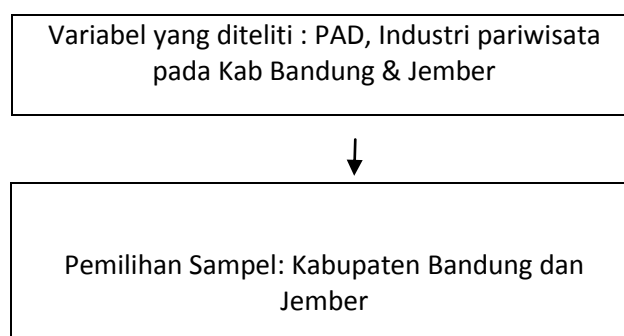 Variabel yang diteliti : PAD, Industri pariwisata
pada Kab Bandung & Jember
Pemilihan Sampel: Kabupaten Bandung dan
Jember